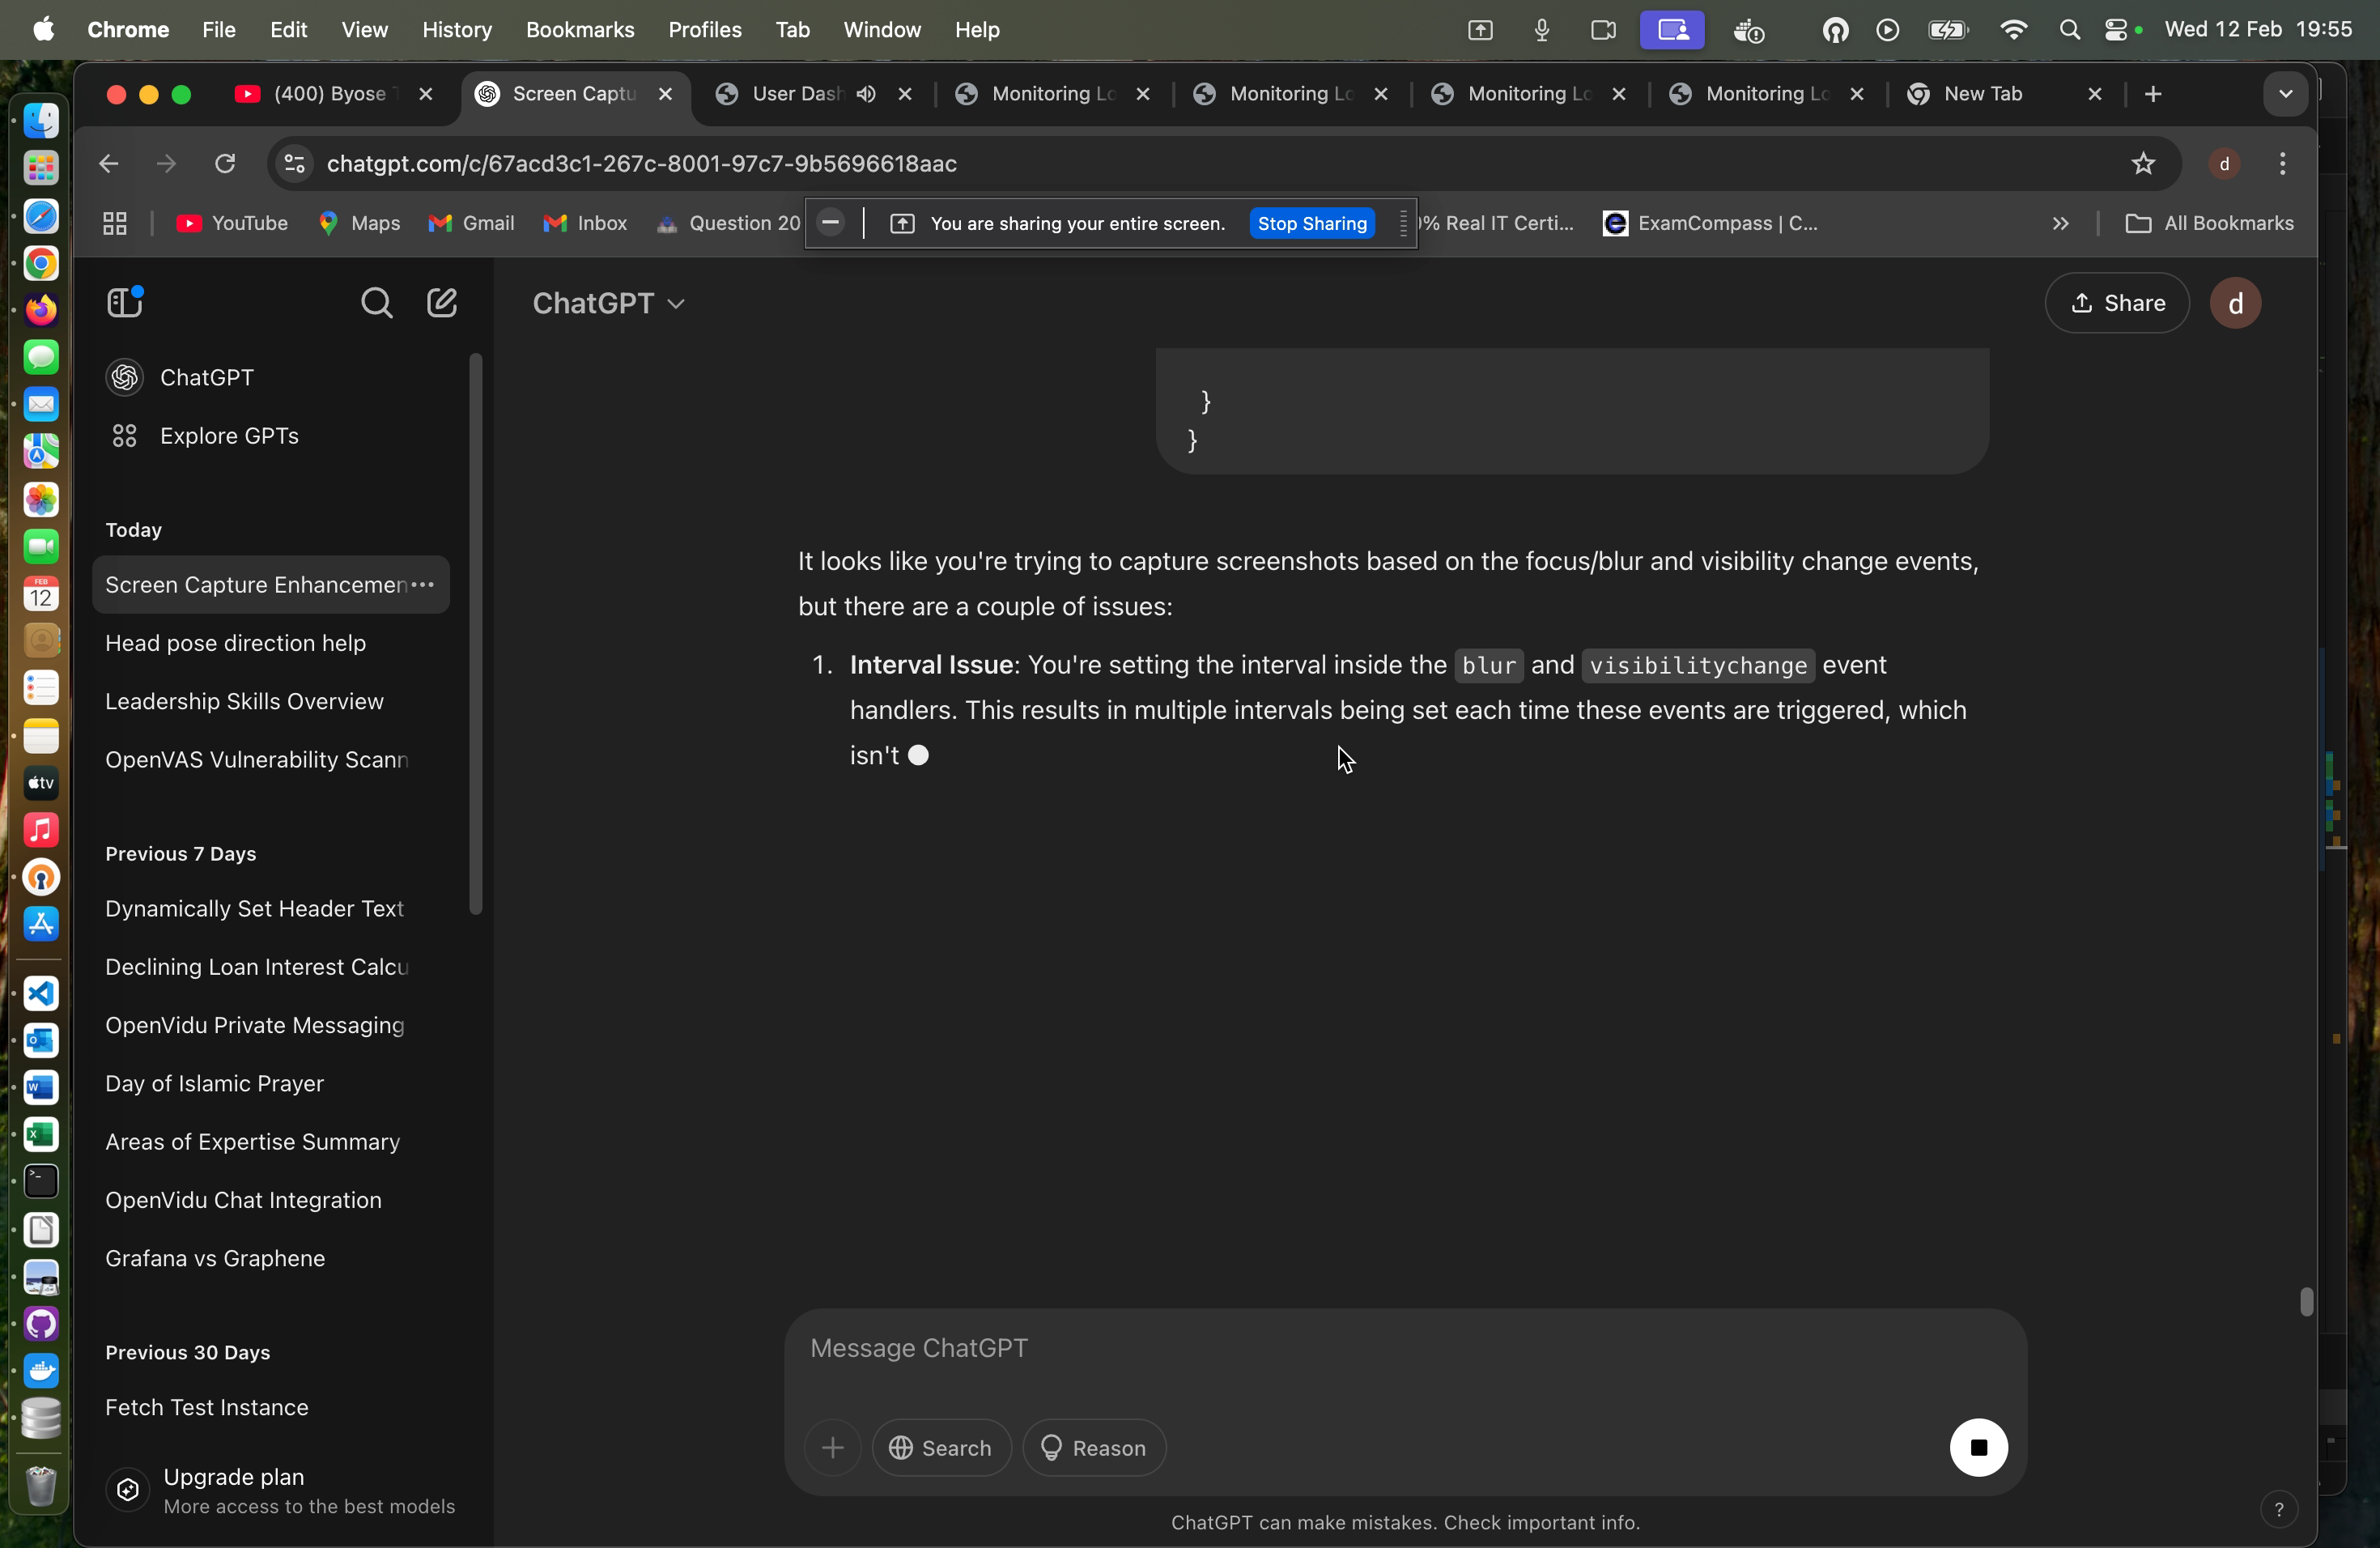 Chrome File Edit View History Bookmarks Profiles Tab Window Help Wed 12 Feb 19:55
(400) Byose Screen Captu User Dash Monitoring Lo Monitoring Lo Monitoring Lo Monitoring Lo New Tab
chatgpt.com/c/67acd3c1-267c-8001-97c7-9b5696618aac d
YouTube Maps Gmail Inbox Question 20 You are sharing your entire screen. Stop Sharing % Real IT Certi... ExamCompass | C... All Bookmarks
ChatGPT Share d
ChatGPT
Explore GPTs
Today
Screen Capture Enhancemen
Head pose direction help
Leadership Skills Overview
OpenVAS Vulnerability Scann
Previous 7 Days
Dynamically Set Header Text
Declining Loan Interest Calcu
OpenVidu Private Messaging
Day of Islamic Prayer
Areas of Expertise Summary
OpenVidu Chat Integration
Grafana vs Graphene
Previous 30 Days
Fetch Test Instance
Upgrade plan
More access to the best models
}
}
It looks like you're trying to capture screenshots based on the focus/blur and visibility change events,
but there are a couple of issues:
1. Interval Issue: You're setting the interval inside the blur and visibilitychange event
handlers. This results in multiple intervals being set each time these events are triggered, which
isn't
Message ChatGPT
Search Reason
ChatGPT can make mistakes. Check important info.
?
FEB
12
tv